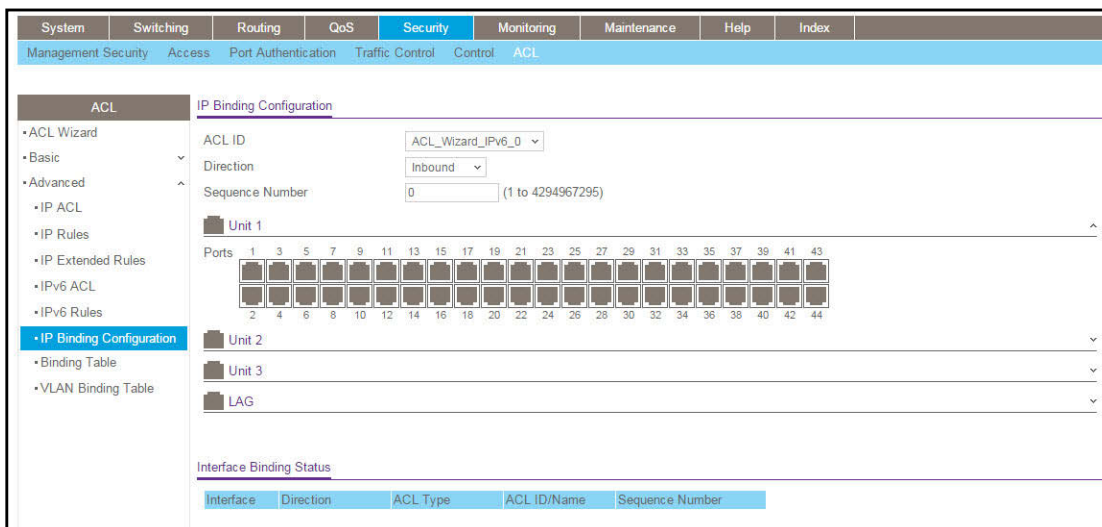 System Switching Routing QoS Security Monitoring Maintenance Help Index
Management Security Access Port Authentication Traffic Control Control ACL
ACL
ACL Wizard
Basic
Advanced
IP ACL
IP Rules
IP Extended Rules
IPv6 ACL
IPv6 Rules
IP Binding Configuration
Binding Table
VLAN Binding Table
IP Binding Configuration
ACL ID ACL_Wizard_IPv6_0
Direction Inbound
Sequence Number 0 (1 to 4294967295)
Unit 1
Ports 1 3 5 7 9 11 13 15 17 19 21 23 25 27 29 31 33 35 37 39 41 43
2 4 6 8 10 12 14 16 18 20 22 24 26 28 30 32 34 36 38 40 42 44
Unit 2
Unit 3
LAG
Interface Binding Status
Interface Direction ACL Type ACL ID/Name Sequence Number